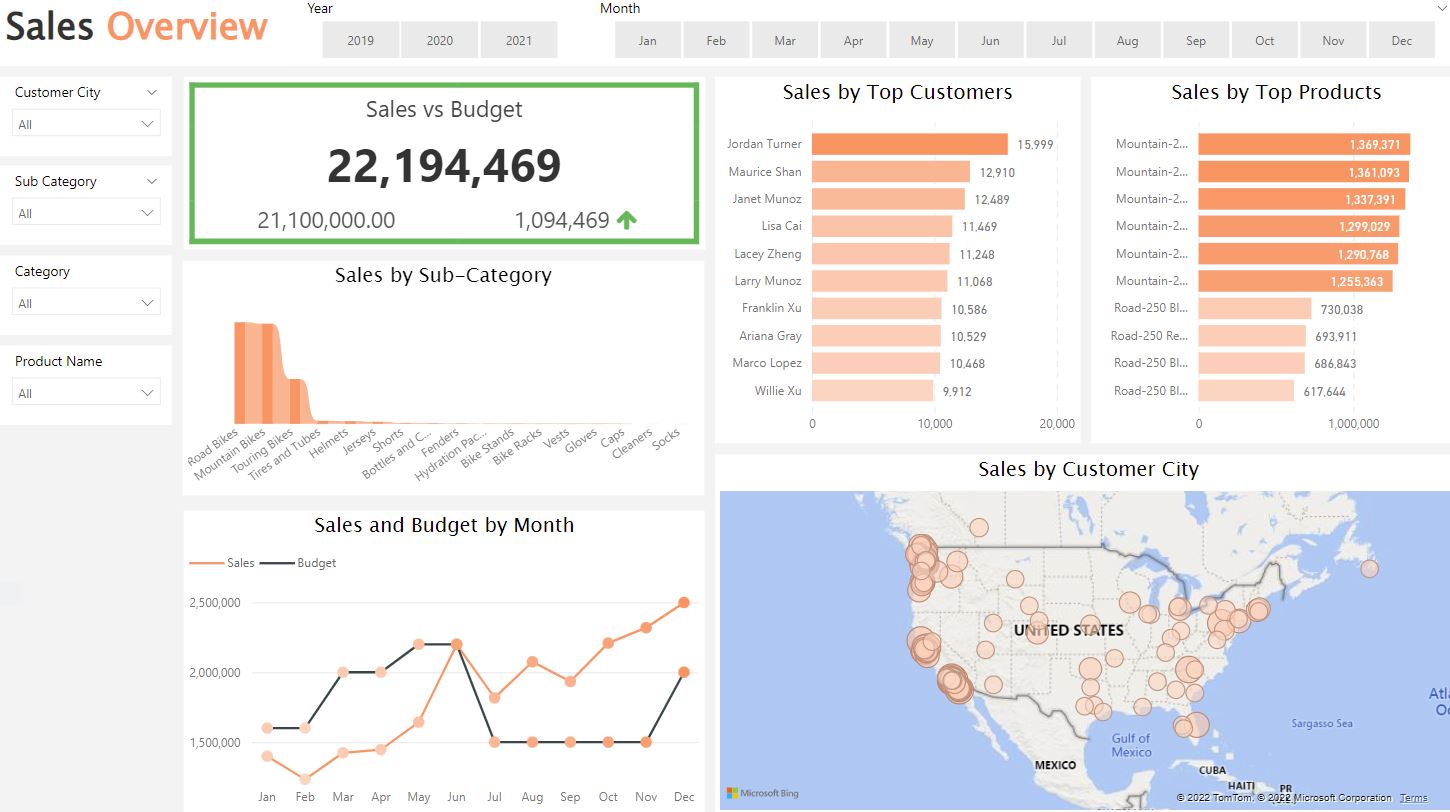 Sales Overview
Year
2019 2020 2021
Month
Jan Feb Mar Apr May Jun Jul Aug Sep Oct Nov Dec
Customer City
All
Sub Category
All
Category
All
Product Name
All
Sales vs Budget
22,194,469
21,100,000.00 1,094,469
Sales by Sub-Category
Road Bikes
Mountain Bikes
Touring Bikes
Tires and Tubes
Helmets
Jerseys
Shorts
Bottles and C...
Fenders
Hydration Pac...
Bike Stands
Bike Racks
Vests
Gloves
Caps
Cleaners
Socks
Sales and Budget by Month
Sales Budget
2,500,000
2,000,000
1,500,000
Jan Feb Mar Apr May Jun Jul Aug Sep Oct Nov Dec
Sales by Top Customers
Jordan Turner 15,999
Maurice Shan 12,910
Janet Munoz 12,489
Lisa Cai 11,469
Lacey Zheng 11,248
Larry Munoz 11,068
Franklin Xu 10,586
Ariana Gray 10,529
Marco Lopez 10,468
Willie Xu 9,912
0 10,000 20,000
Sales by Top Products
Mountain-2... 1,369,371
Mountain-2... 1,361,093
Mountain-2... 1,337,391
Mountain-2... 1,299,029
Mountain-2... 1,290,768
Mountain-2... 1,255,363
Road-250 Bl... 730,038
Road-250 Re... 693,911
Road-250 Bl... 686,843
Road-250 Bl... 617,644
0 1,000,000
Sales by Customer City
UNITED STATES
Atl
Oc
Sargasso Sea
Gulf of
Mexico
MEXICO
CUBA
HAITI
PR
Microsoft Bing
© 2022 TomTom, © 2022 Microsoft Corporation Terms